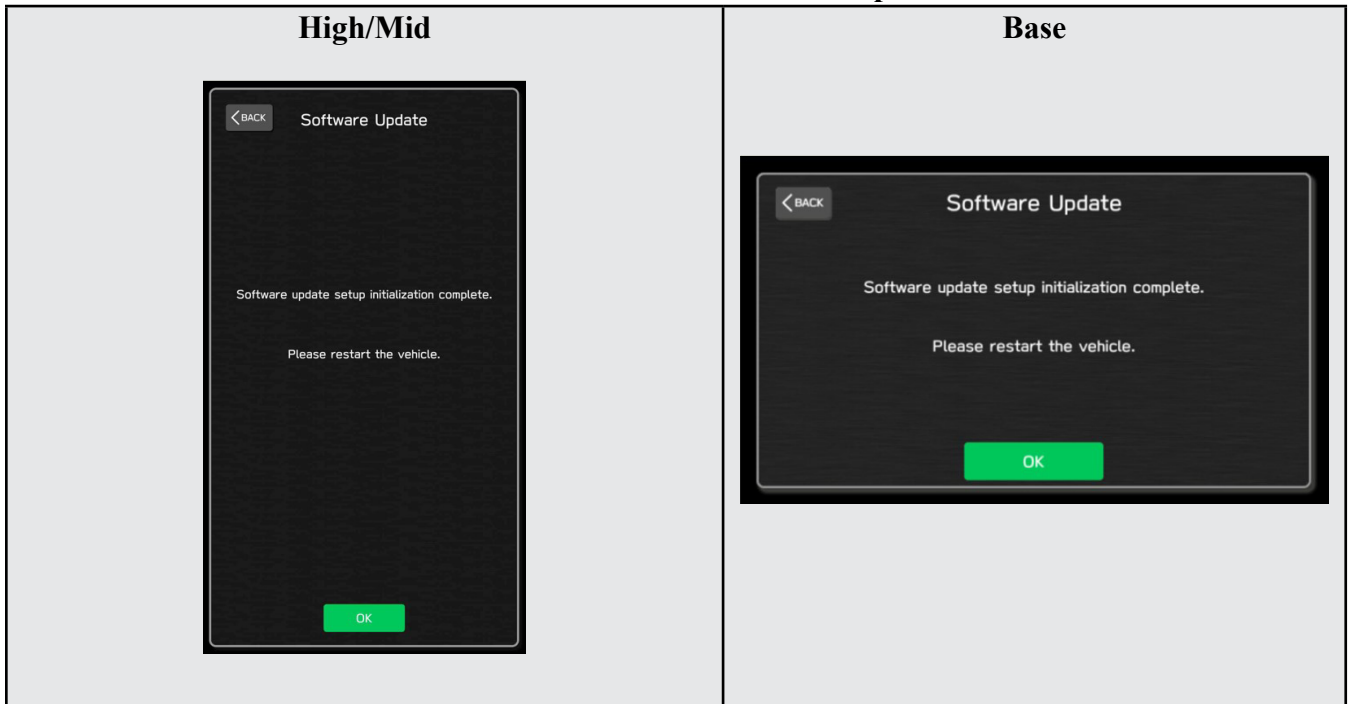 High/Mid
BACK
Software Update
Software update setup initialization complete.
Please restart the vehicle.
OK
Base
BACK
Software Update
Software update setup initialization complete.
Please restart the vehicle.
OK